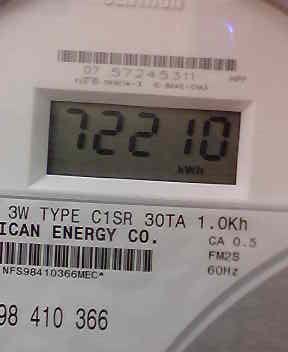 07 57245311 MPP
72210
kWh
3W TYPE C1SR 30TA 1.0Kh
ICAN ENERGY CO.
CA 0.5
FM2S
60Hz
NFS98410366MEC*
98 410 366